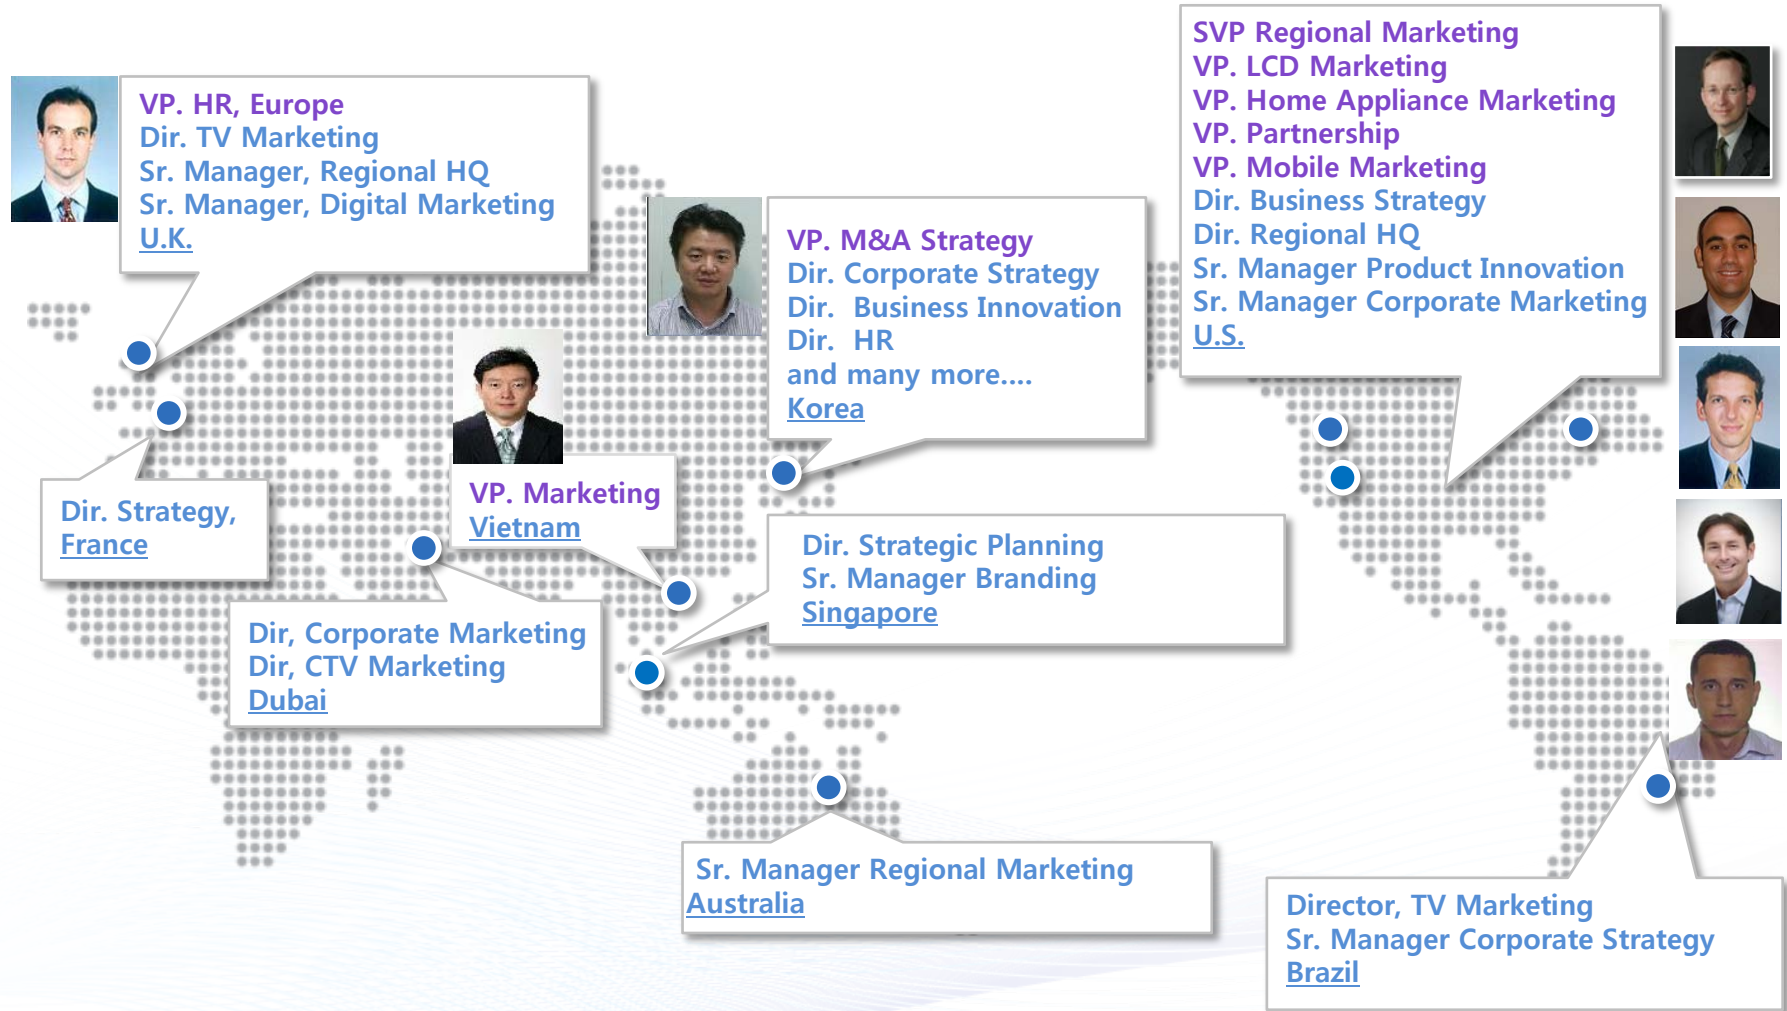 VP. HR, Europe
Dir. TV Marketing
Sr. Manager, Regional HQ
Sr. Manager, Digital Marketing
U.K.
VP. M&A Strategy
Dir. Corporate Strategy
Dir.  Business Innovation
Dir.  HR
and many more....
Korea
SVP Regional Marketing
VP. LCD Marketing
VP. Home Appliance Marketing
VP. Partnership
VP. Mobile Marketing
Dir. Business Strategy
Dir. Regional HQ
Sr. Manager Product Innovation
Sr. Manager Corporate Marketing
U.S.
Dir. Strategy,
France
VP. Marketing
Vietnam
Dir. Strategic Planning
Sr. Manager Branding
Singapore
Dir, Corporate Marketing
Dir, CTV Marketing
Dubai
Sr. Manager Regional Marketing
Australia
Director, TV Marketing
Sr. Manager Corporate Strategy
Brazil